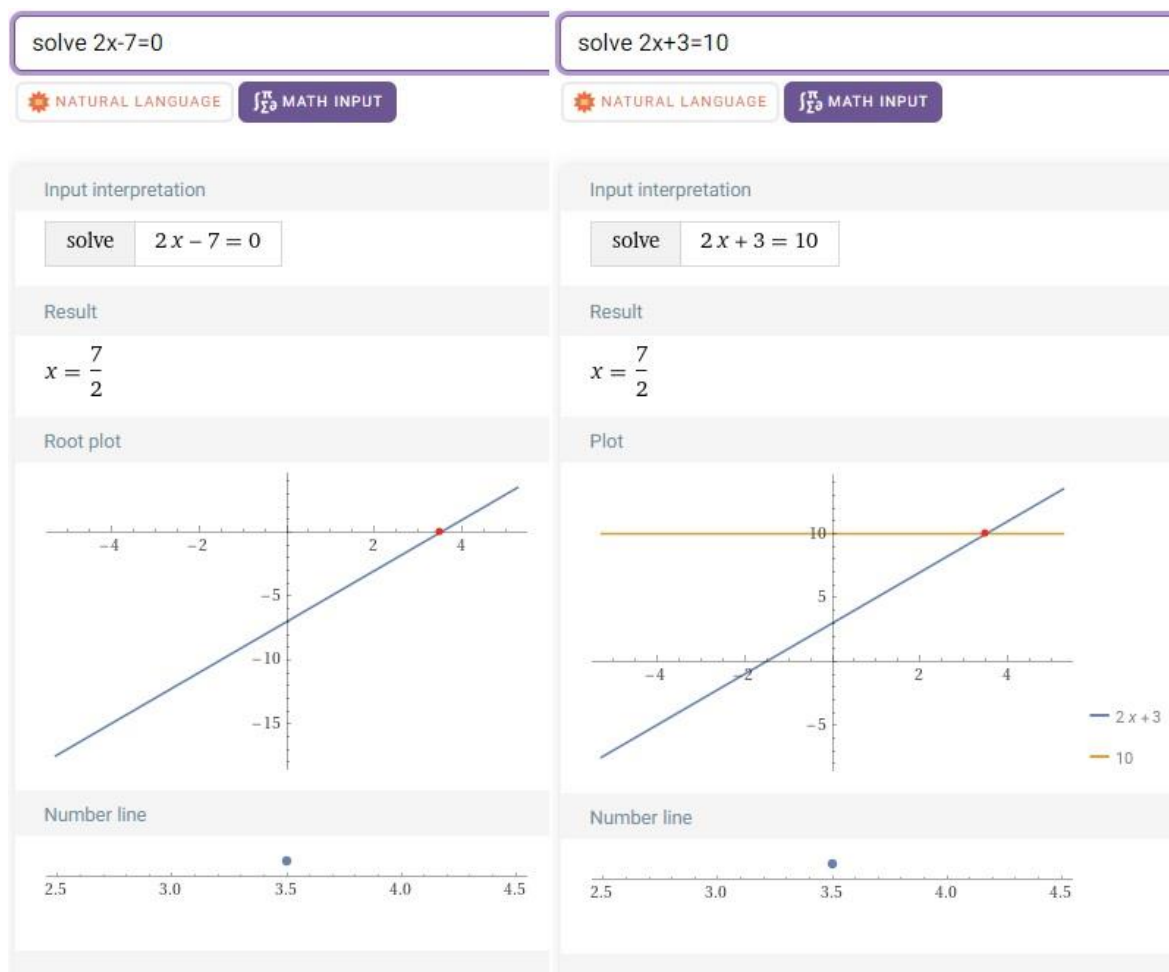 solve 2x-7=0
NATURAL LANGUAGE ∫π Σ∂ MATH INPUT
Input interpretation
solve 2 x − 7 = 0
Result
x = 7/2
Root plot
−4 −2 2 4
−5
−10
−15
Number line
2.5 3.0 3.5 4.0 4.5
solve 2x+3=10
NATURAL LANGUAGE ∫π Σ∂ MATH INPUT
Input interpretation
solve 2 x + 3 = 10
Result
x = 7/2
Plot
10
5
−4 −2 2 4
−5
2 x + 3
10
Number line
2.5 3.0 3.5 4.0 4.5